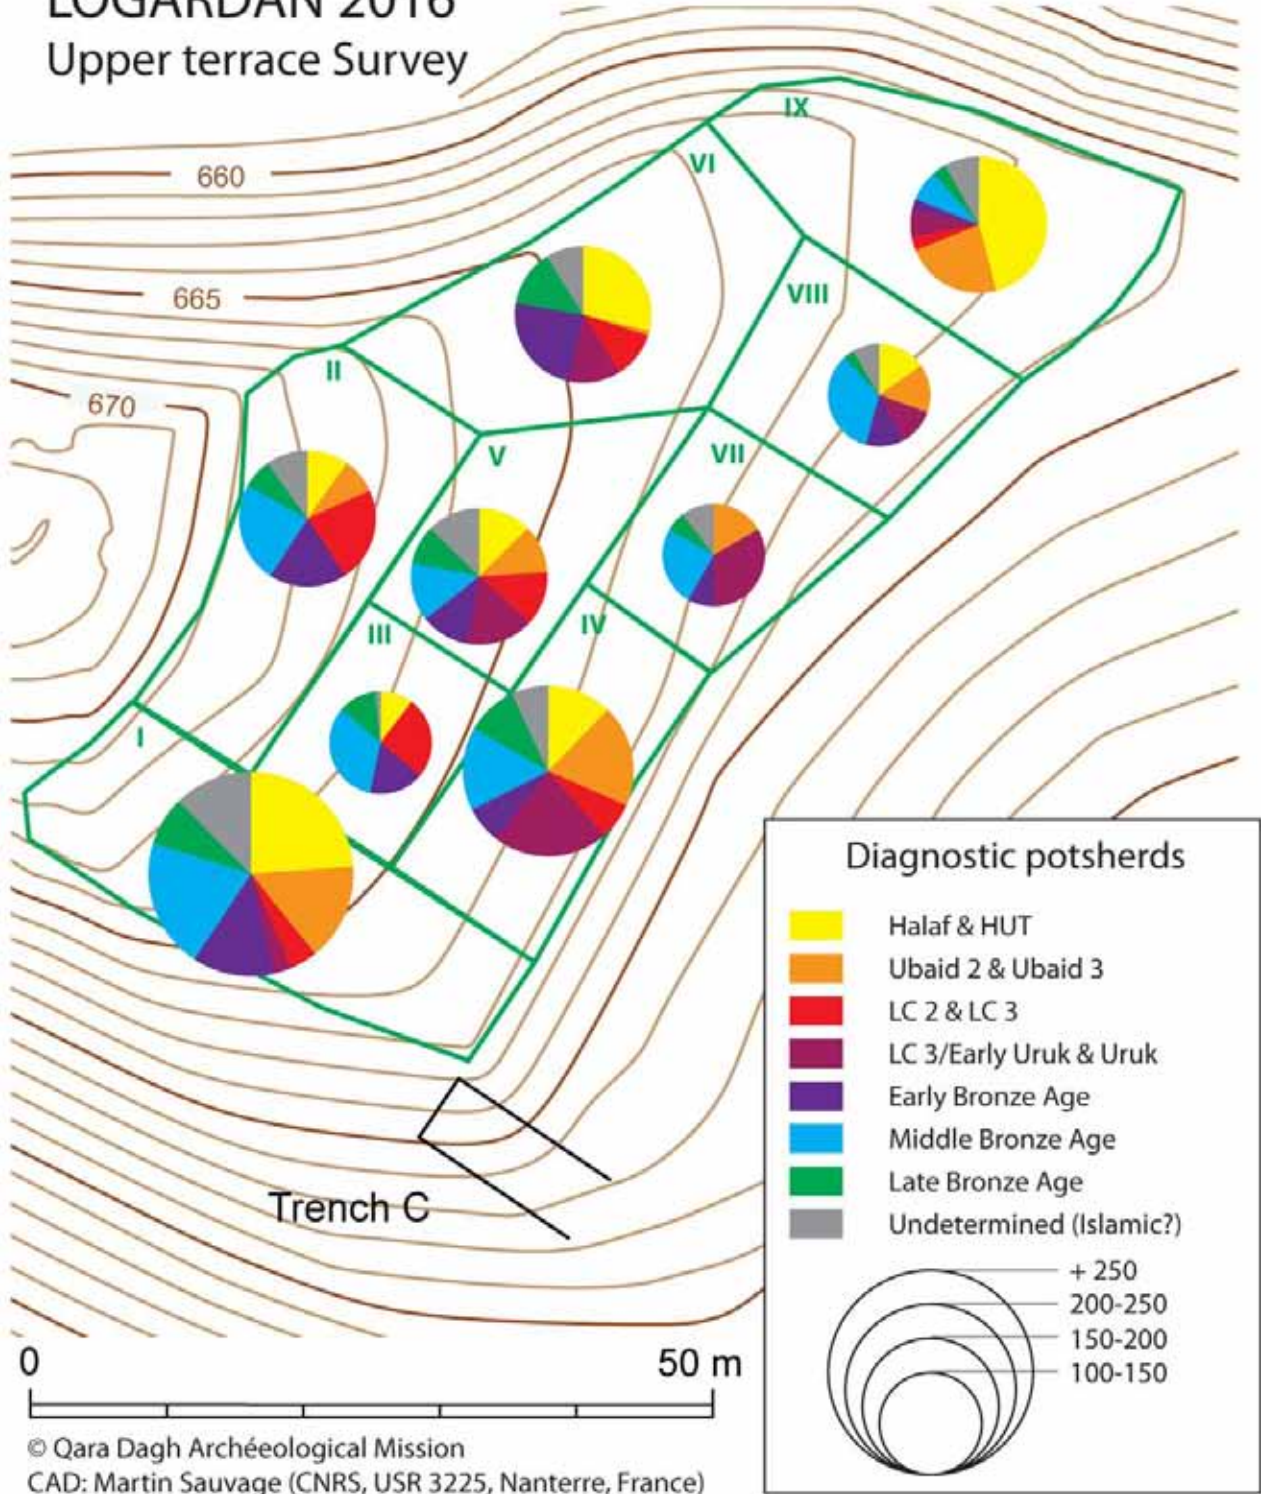 LOGARDAN 2016
Upper terrace Survey
IX
VI
660
VIII
665
II
670
V
VII
III
IV
I
Diagnostic potsherds
Halaf & HUT
Ubaid 2 & Ubaid 3
LC 2 & LC 3
LC 3/Early Uruk & Uruk
Early Bronze Age
Middle Bronze Age
Late Bronze Age
Undetermined (Islamic?)
+ 250
200-250
150-200
100-150
Trench C
0 50 m
© Qara Dagh Archéeological Mission
CAD: Martin Sauvage (CNRS, USR 3225, Nanterre, France)